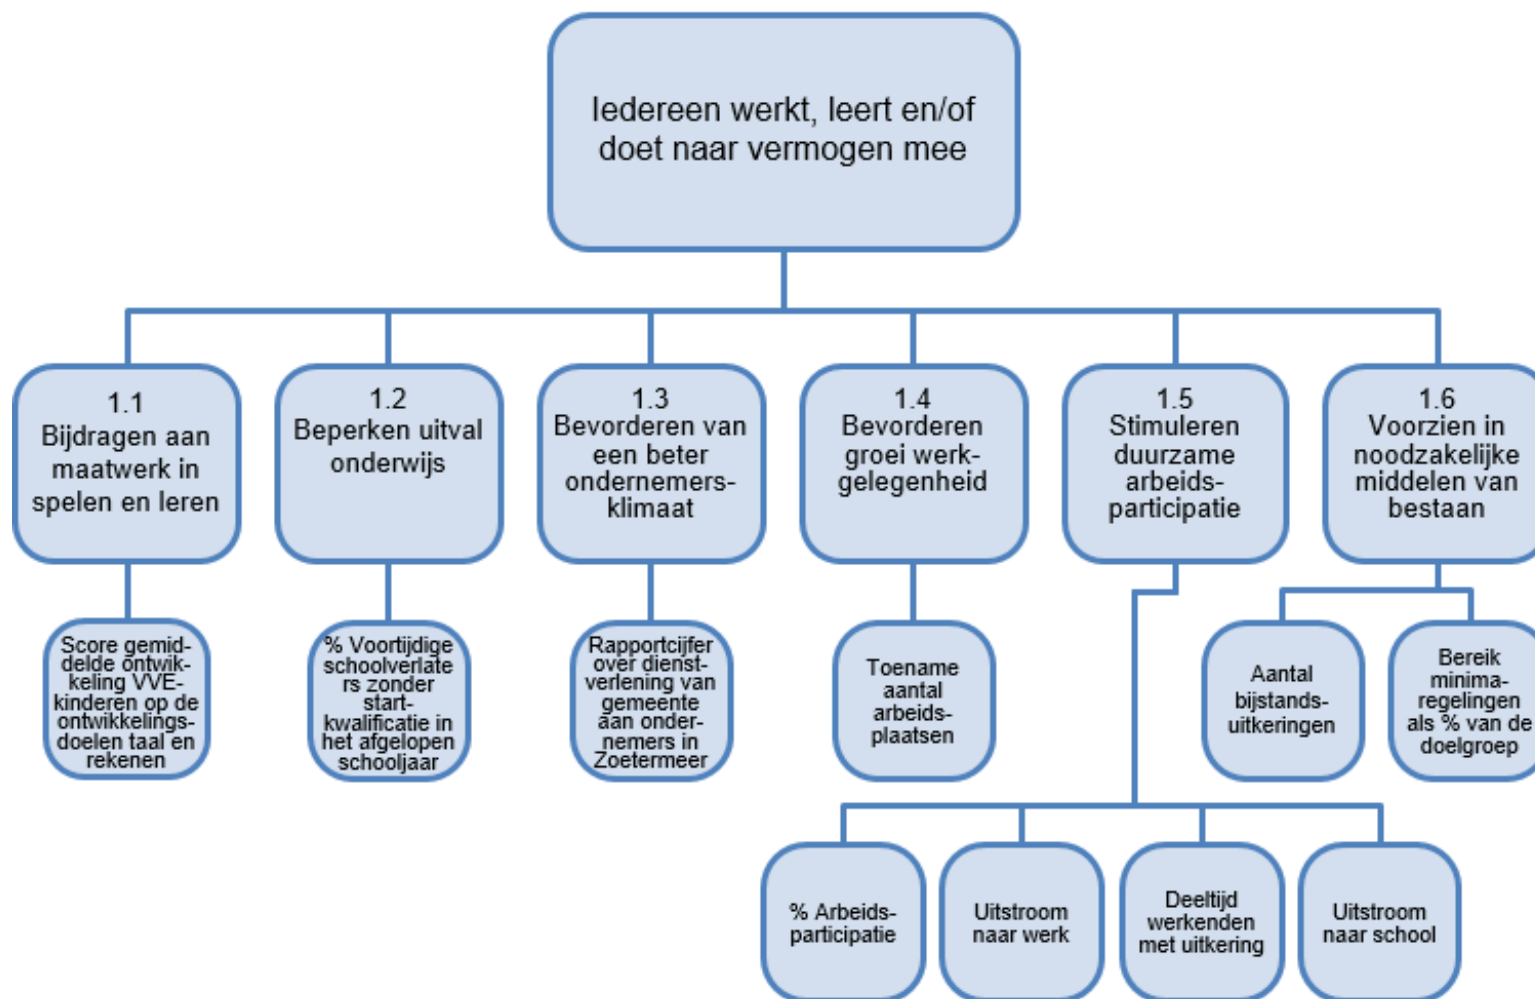 Iedereen werkt, leert en/of
doet naar vermogen mee
1.1
Bijdragen aan
maatwerk in
spelen en leren
1.2
Beperken uitval
onderwijs
1.3
Bevorderen van
een beter
ondernemers-
klimaat
1.4
Bevorderen
groei werk-
gelegenheid
1.5
Stimuleren
duurzame
arbeids-
participatie
1.6
Voorzien in
noodzakelijke
middelen van
bestaan
Score gemid-
delde ontwik-
keling VVE-
kinderen op de
ontwikkelings-
doelen taal en
rekenen
% Voortijdige
schoolverlate
rs zonder
start-
kwalificatie in
het afgelopen
schooljaar
Rapportcijfer
over dienst-
verlening van
gemeente
aan onder-
nemers in
Zoetermeer
Toename
aantal
arbeids-
plaatsen
Aantal
bijstands-
uitkeringen
Bereik
minima-
regelingen
als % van de
doelgroep
% Arbeids-
participatie
Uitstroom
naar werk
Deeltijd
werkenden
met uitkering
Uitstroom
naar school